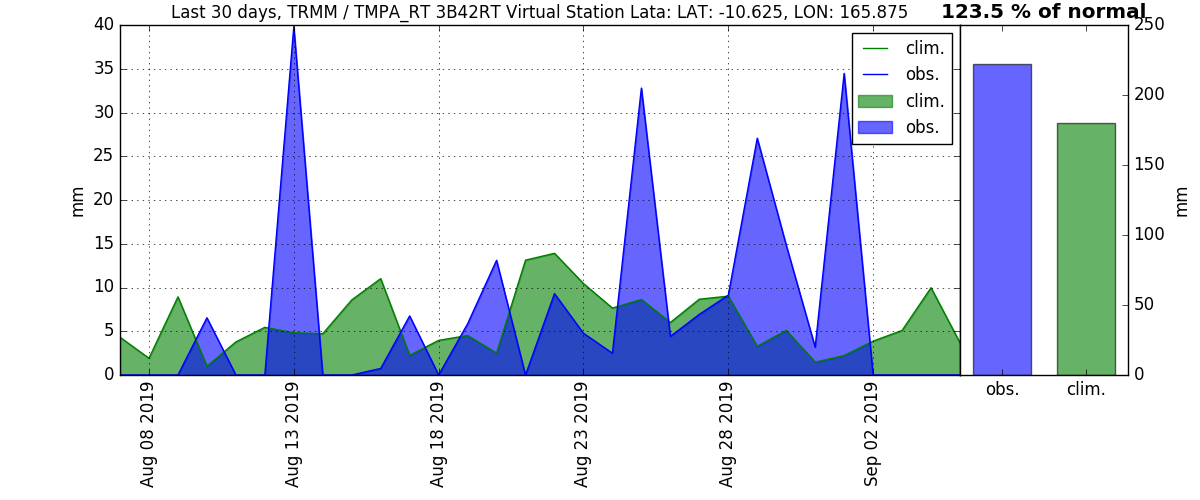 Last 30 days, TRMM / TMPA_RT 3B42RT Virtual Station Lata: LAT: -10.625, LON: 165.875
123.5 % of normal
40
35
30
25
20
15
10
5
0
mm
clim.
obs.
clim.
obs.
250
200
150
100
50
0
mm
Aug 08 2019
Aug 13 2019
Aug 18 2019
Aug 23 2019
Aug 28 2019
Sep 02 2019
obs.
clim.